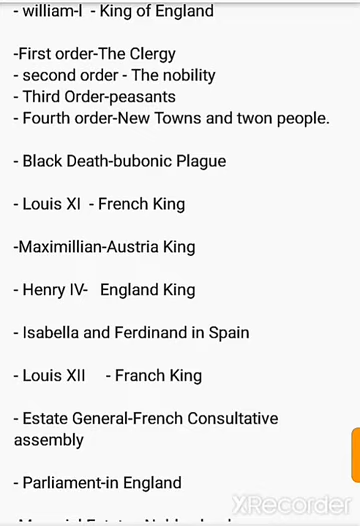 - william-I - King of England
-First order-The Clergy
- second order - The nobility
- Third Order-peasants
- Fourth order-New Towns and twon people.
- Black Death-bubonic Plague
- Louis XI - French King
-Maximillian-Austria King
- Henry IV- England King
- Isabella and Ferdinand in Spain
- Louis XII - Franch King
- Estate General-French Consultative
assembly
- Parliament-in England
XRecorder